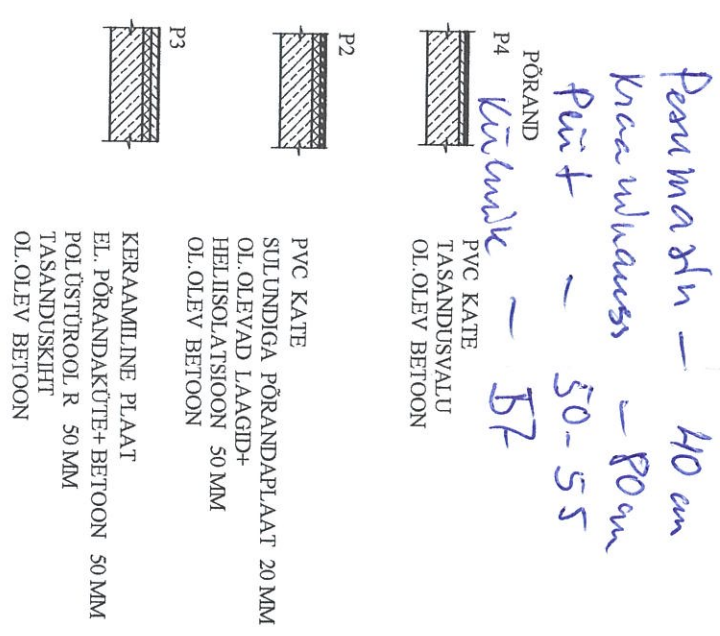 Pesumasin - 40 cm
Kraanikauss - 80 cm
Pliit - 50-55
Külmik - 57
PÕRAND
P4
PVC KATE
TASANDUSVALU
OL.OLEV BETOON
P2
PVC KATE
SULUNDIGA PÕRANDAPLAAT 20 MM
OL.OLEVAD LAAGID+
HELIISOLATSIOON 50 MM
OL.OLEV BETOON
P3
KERAAMILINE PLAAT
EL. PÕRANDAKÜTE+ BETOON 50 MM
POLÜSTÜROOL R 50 MM
TASANDUSKIHT
OL.OLEV BETOON